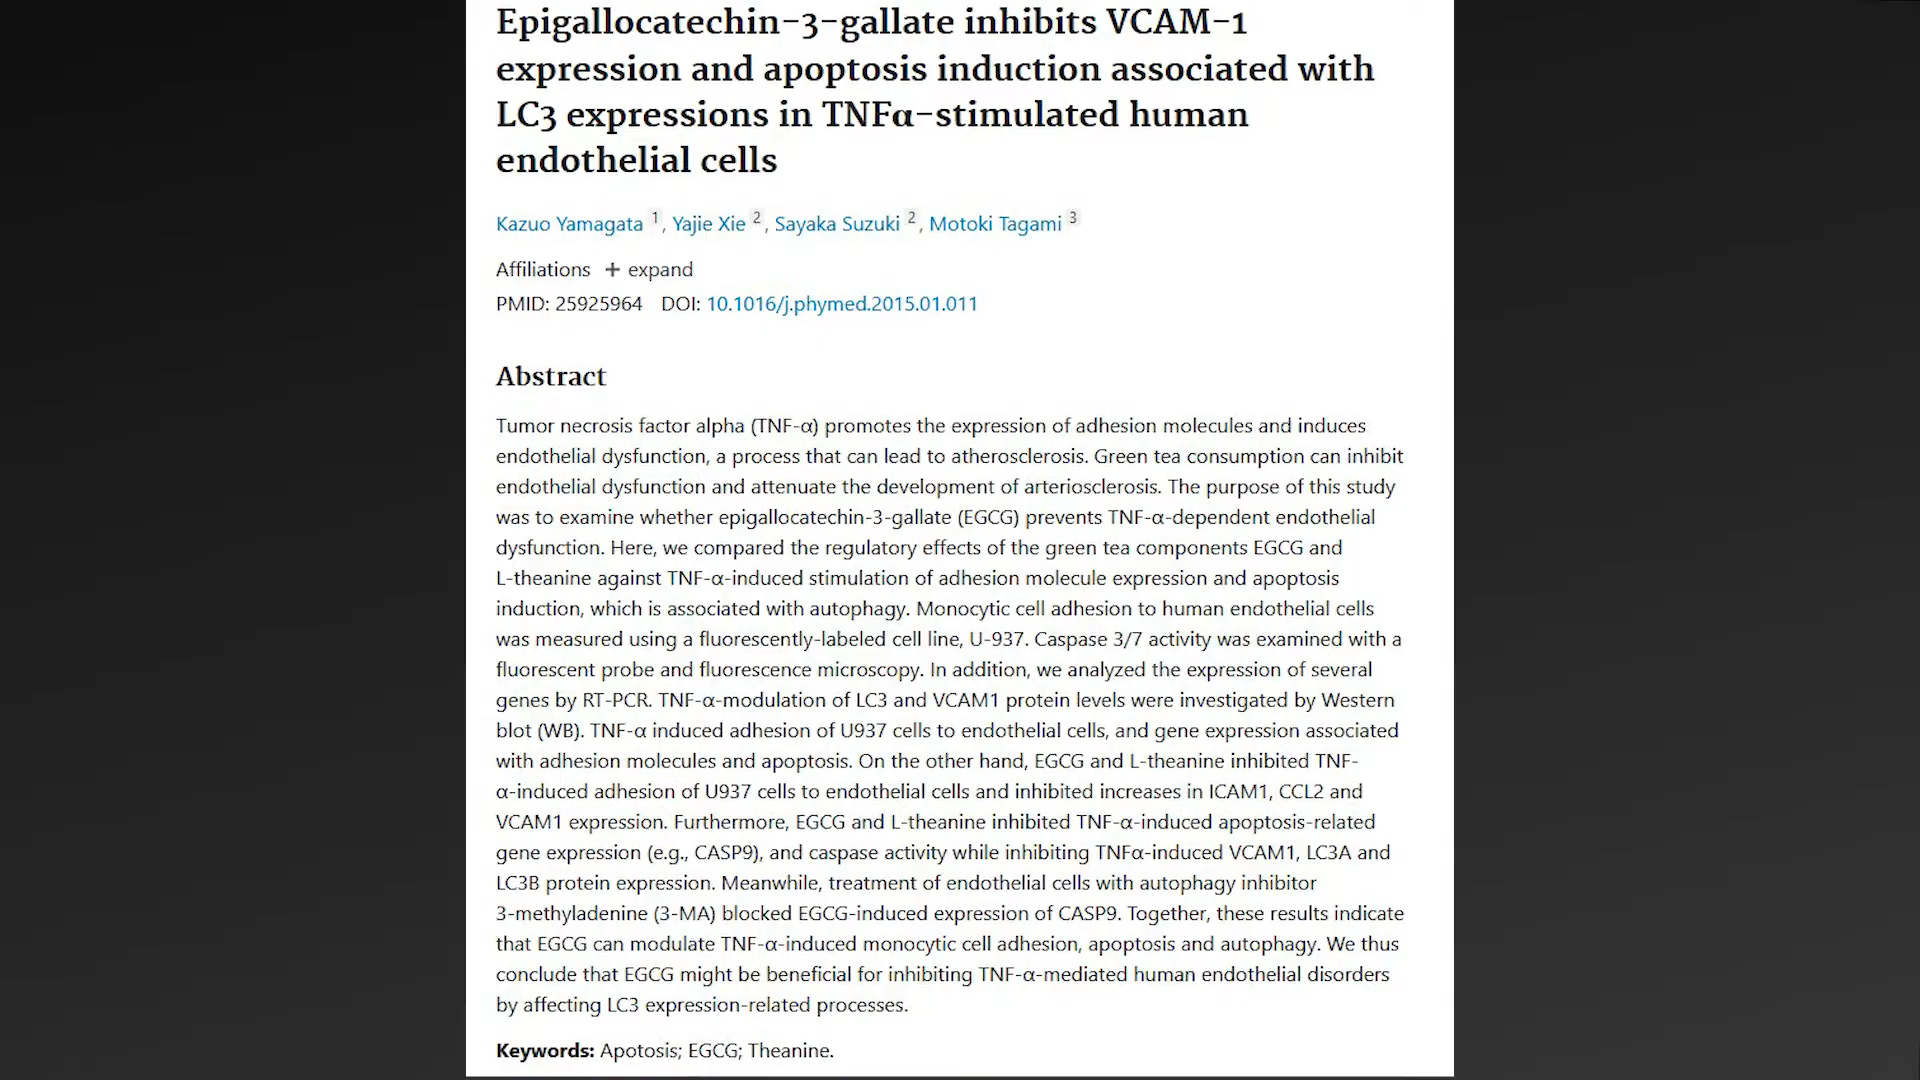 Epigallocatechin-3-gallate inhibits VCAM-1
expression and apoptosis induction associated with
LC3 expressions in TNFα-stimulated human
endothelial cells
Kazuo Yamagata 1, Yajie Xie 2, Sayaka Suzuki 2, Motoki Tagami 3
Affiliations + expand
PMID: 25925964 DOI: 10.1016/j.phymed.2015.01.011
Abstract
Tumor necrosis factor alpha (TNF-α) promotes the expression of adhesion molecules and induces
endothelial dysfunction, a process that can lead to atherosclerosis. Green tea consumption can inhibit
endothelial dysfunction and attenuate the development of arteriosclerosis. The purpose of this study
was to examine whether epigallocatechin-3-gallate (EGCG) prevents TNF-α-dependent endothelial
dysfunction. Here, we compared the regulatory effects of the green tea components EGCG and
L-theanine against TNF-α-induced stimulation of adhesion molecule expression and apoptosis
induction, which is associated with autophagy. Monocytic cell adhesion to human endothelial cells
was measured using a fluorescently-labeled cell line, U-937. Caspase 3/7 activity was examined with a
fluorescent probe and fluorescence microscopy. In addition, we analyzed the expression of several
genes by RT-PCR. TNF-α-modulation of LC3 and VCAM1 protein levels were investigated by Western
blot (WB). TNF-α induced adhesion of U937 cells to endothelial cells, and gene expression associated
with adhesion molecules and apoptosis. On the other hand, EGCG and L-theanine inhibited TNF-
α-induced adhesion of U937 cells to endothelial cells and inhibited increases in ICAM1, CCL2 and
VCAM1 expression. Furthermore, EGCG and L-theanine inhibited TNF-α-induced apoptosis-related
gene expression (e.g., CASP9), and caspase activity while inhibiting TNFα-induced VCAM1, LC3A and
LC3B protein expression. Meanwhile, treatment of endothelial cells with autophagy inhibitor
3-methyladenine (3-MA) blocked EGCG-induced expression of CASP9. Together, these results indicate
that EGCG can modulate TNF-α-induced monocytic cell adhesion, apoptosis and autophagy. We thus
conclude that EGCG might be beneficial for inhibiting TNF-α-mediated human endothelial disorders
by affecting LC3 expression-related processes.
Keywords: Apotosis; EGCG; Theanine.